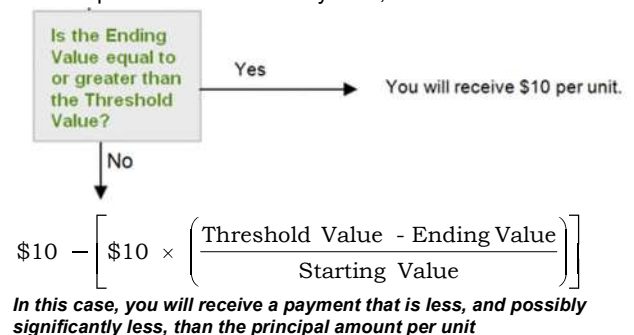 Is the Ending
Value equal to
or greater than
the Threshold
Value?
Yes
You will receive $10 per unit.
No
$10 − [$10 × (Threshold Value - Ending Value / Starting Value)]
In this case, you will receive a payment that is less, and possibly
significantly less, than the principal amount per unit